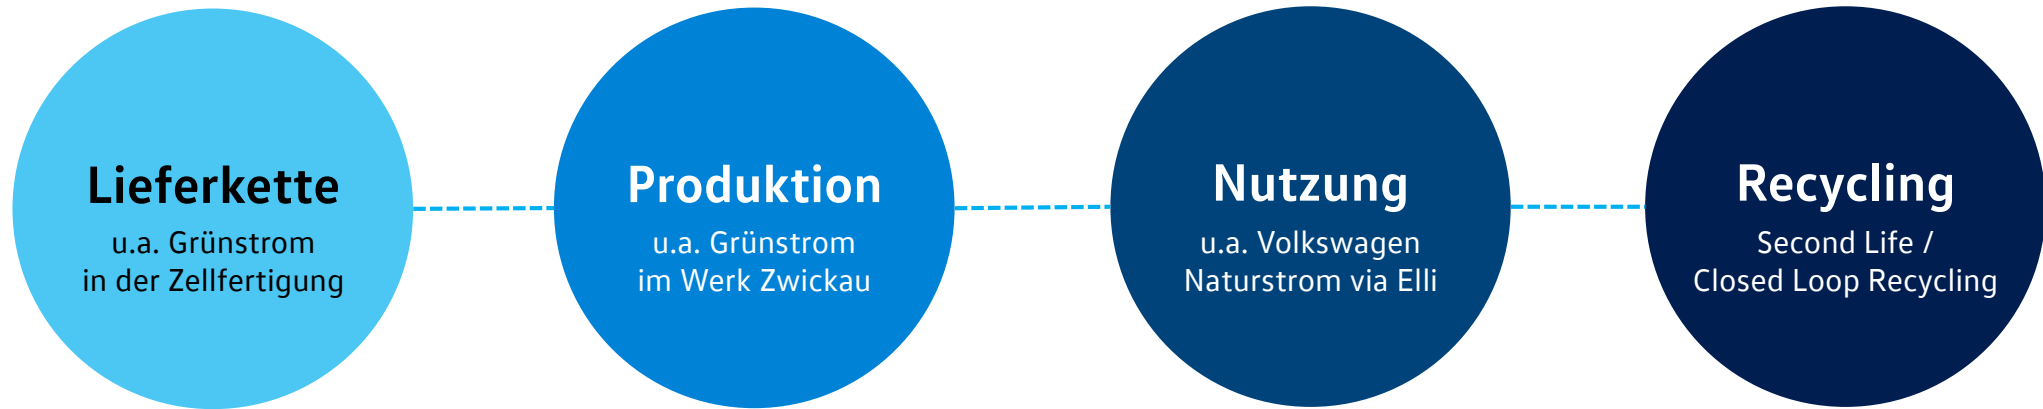 Lieferkette
u.a. Grünstrom
in der Zellfertigung
Produktion
u.a. Grünstrom
im Werk Zwickau
Nutzung
u.a. Volkswagen
Naturstrom via Elli
Recycling
Second Life /
Closed Loop Recycling